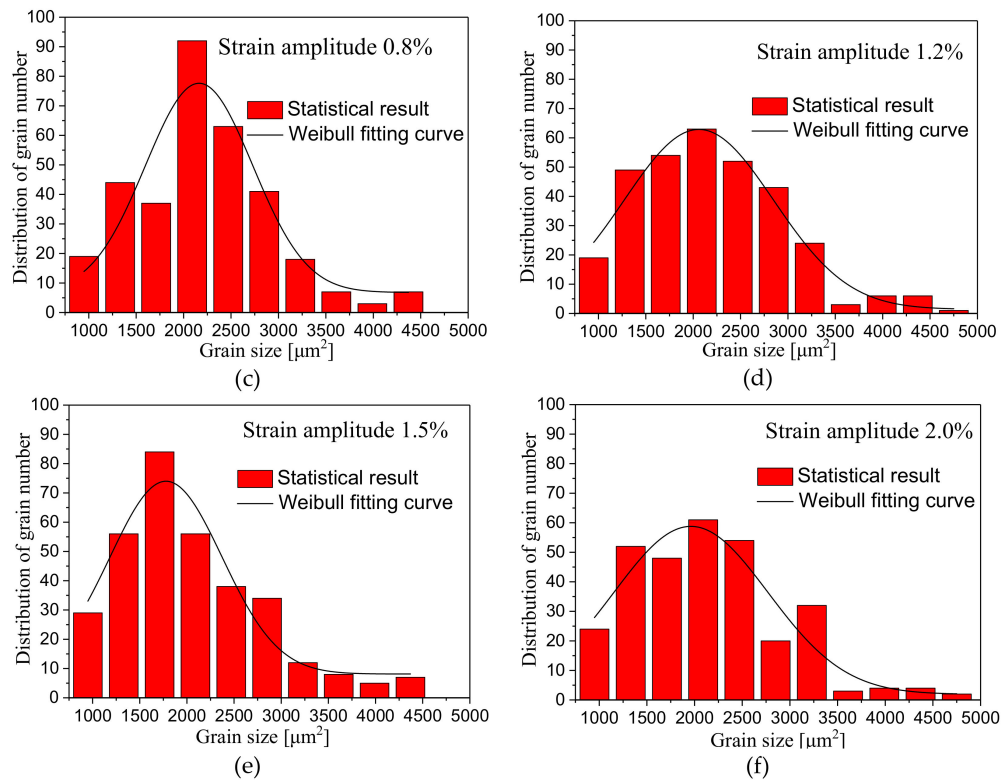 Distribution of grain number
100
90
80
70
60
50
40
30
20
10
0
Strain amplitude 0.8%
Statistical result
Weibull fitting curve
1000 1500 2000 2500 3000 3500 4000 4500 5000
Grain size [μm²]
(c)
Distribution of grain number
100
90
80
70
60
50
40
30
20
10
0
Strain amplitude 1.2%
Statistical result
Weibull fitting curve
1000 1500 2000 2500 3000 3500 4000 4500 5000
Grain size [μm²]
(d)
Distribution of grain number
100
90
80
70
60
50
40
30
20
10
0
Strain amplitude 1.5%
Statistical result
Weibull fitting curve
1000 1500 2000 2500 3000 3500 4000 4500 5000
Grain size [μm²]
(e)
Distribution of grain number
100
90
80
70
60
50
40
30
20
10
0
Strain amplitude 2.0%
Statistical result
Weibull fitting curve
1000 1500 2000 2500 3000 3500 4000 4500 5000
Grain size [μm²]
(f)